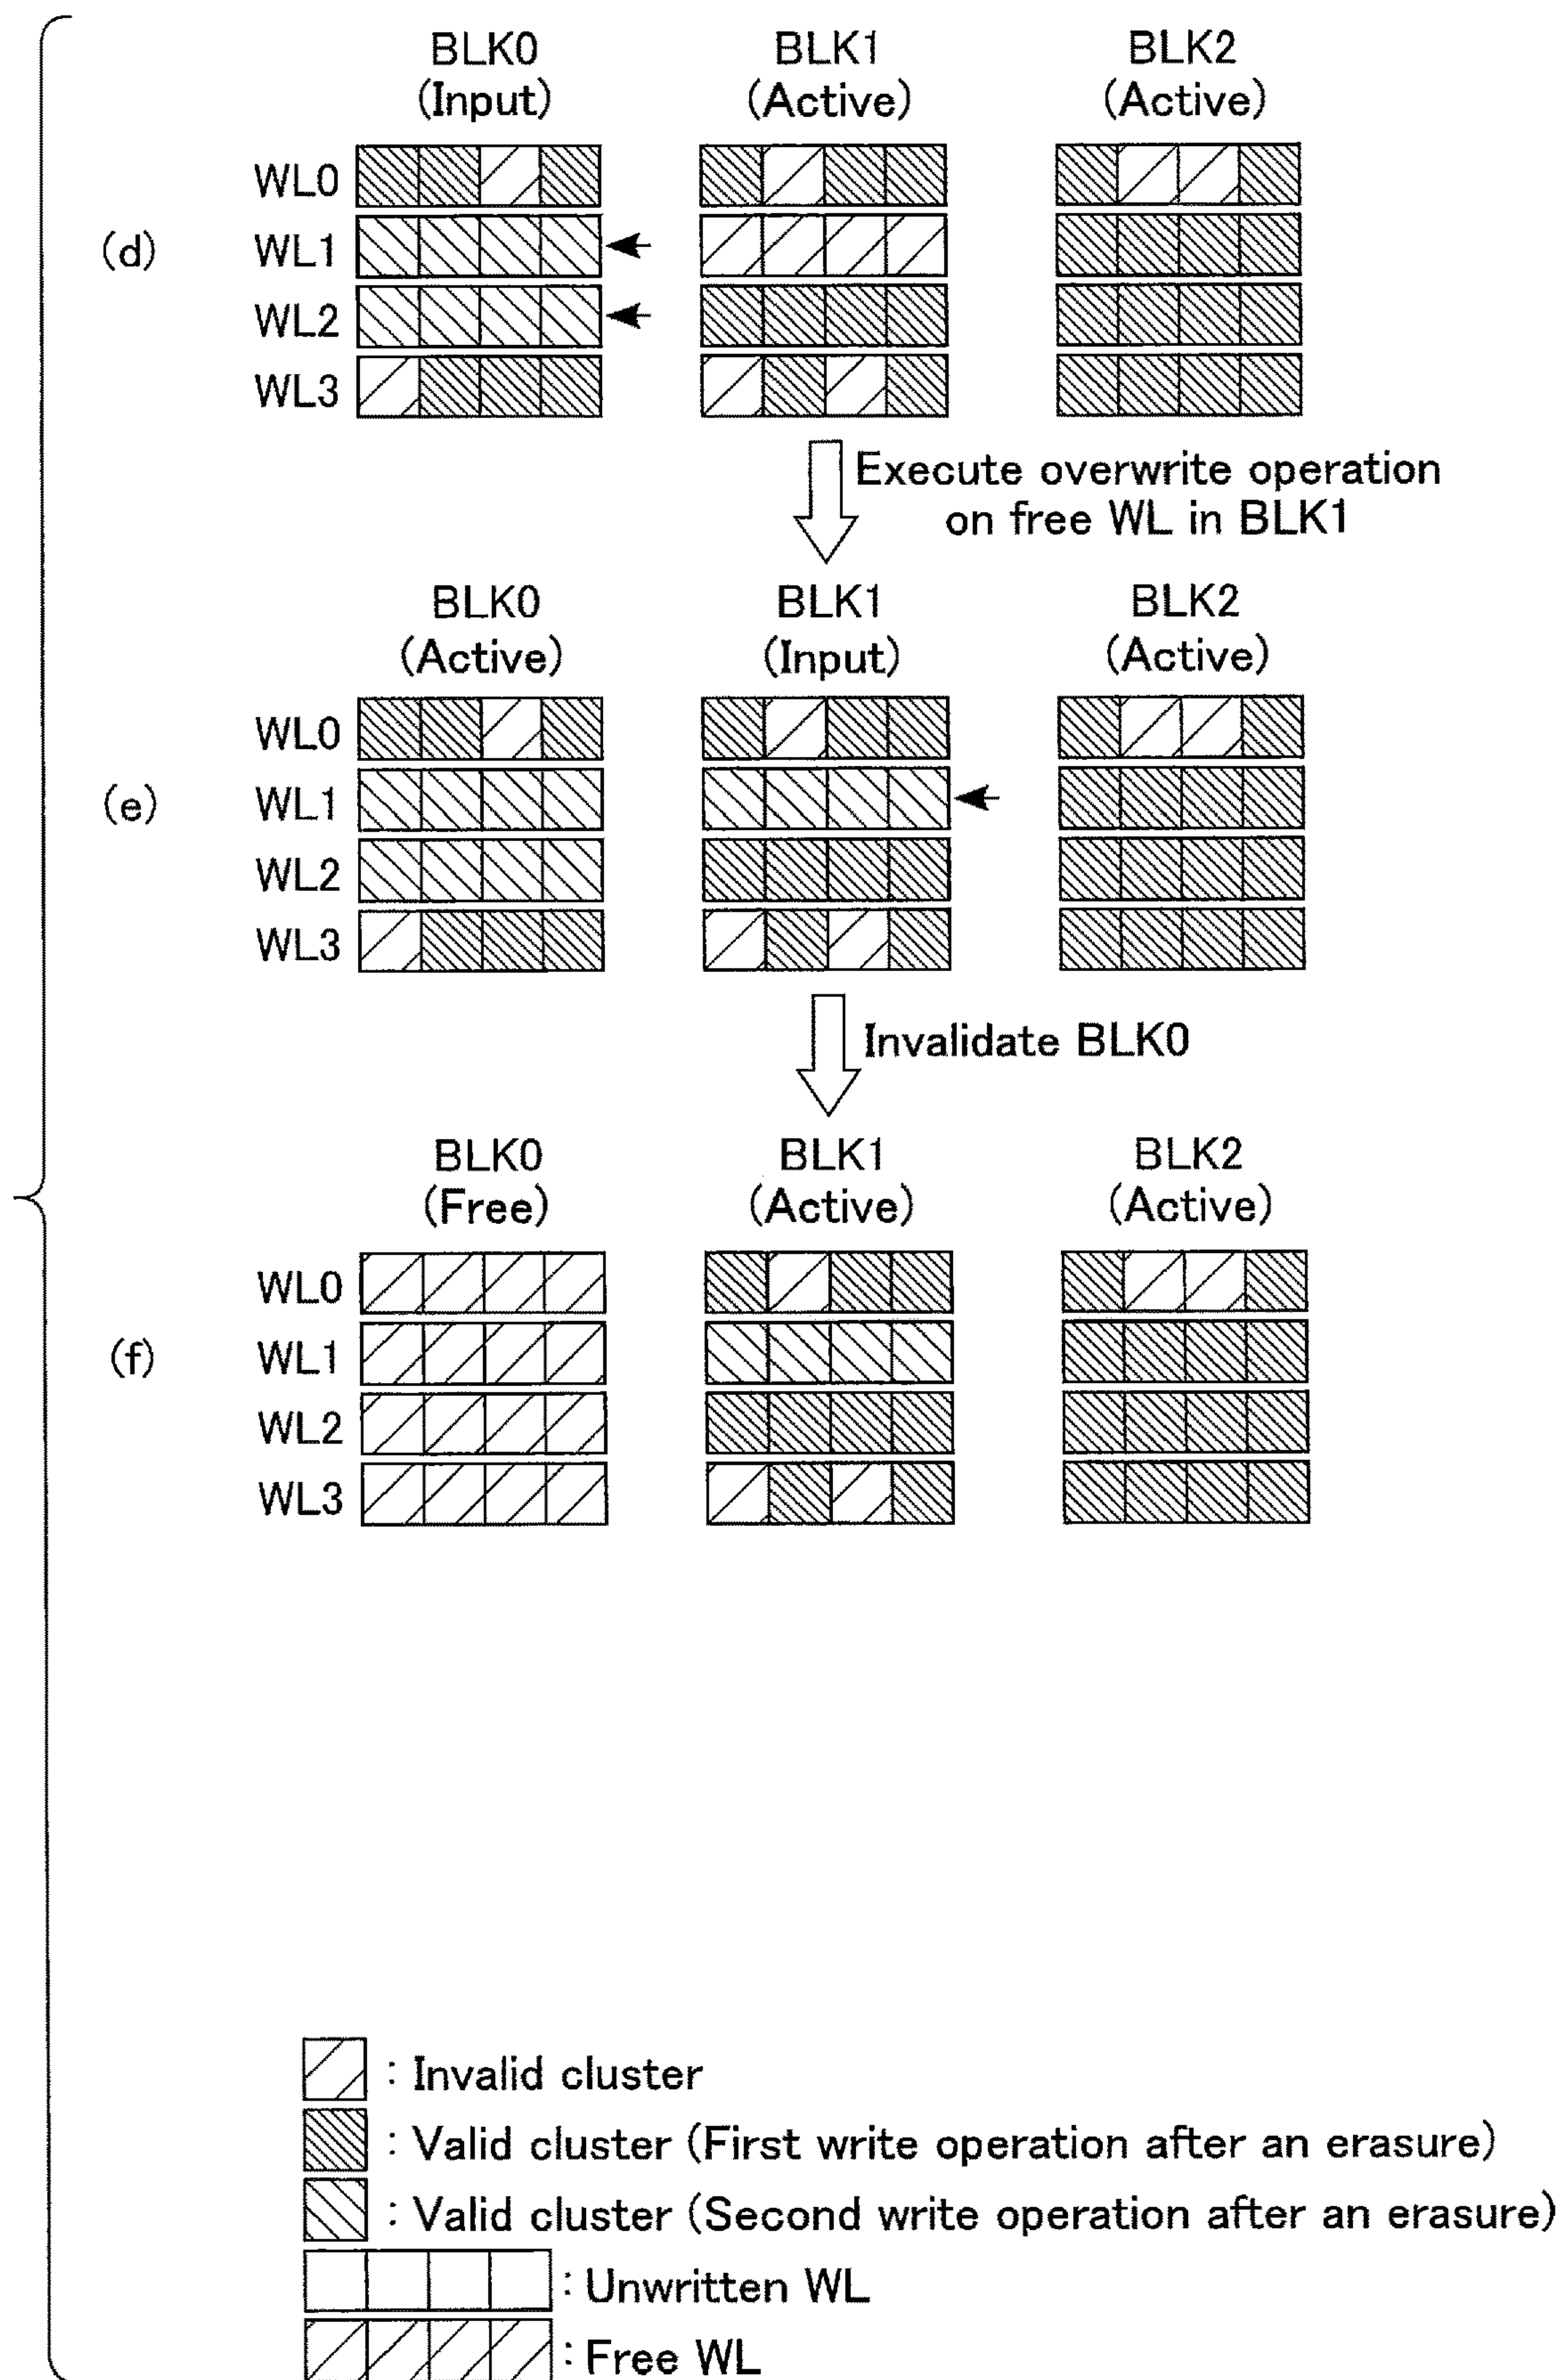 BLK0 BLK1 BLK2
(Input) (Active) (Active)
WL0
(d) WL1
WL2
WL3
Execute overwrite operation
on free WL in BLK1
BLK0 BLK1 BLK2
(Active) (Input) (Active)
WL0
(e) WL1
WL2
WL3
Invalidate BLK0
BLK0 BLK1 BLK2
(Free) (Active) (Active)
WL0
(f) WL1
WL2
WL3
: Invalid cluster
: Valid cluster (First write operation after an erasure)
: Valid cluster (Second write operation after an erasure)
: Unwritten WL
: Free WL